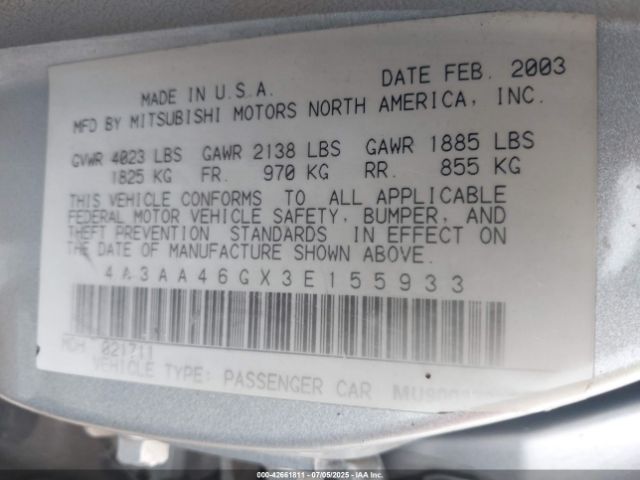 MADE IN U.S.A. DATE FEB. 2003
MFD BY MITSUBISHI MOTORS NORTH AMERICA, INC.
GVWR 4023 LBS GAWR 2138 LBS GAWR 1885 LBS
1825 KG FR. 970 KG RR. 855 KG
THIS VEHICLE CONFORMS TO ALL APPLICABLE
FEDERAL MOTOR VEHICLE SAFETY, BUMPER, AND
THEFT PREVENTION STANDARDS IN EFFECT ON
THE DATE OF MANUFACTURE SHOWN ABOVE.
4A3AA46GX3E155933
MDH 021711
VEHICLE TYPE: PASSENGER CAR
000-42661811 - 07/05/2025 - IAAI.COM